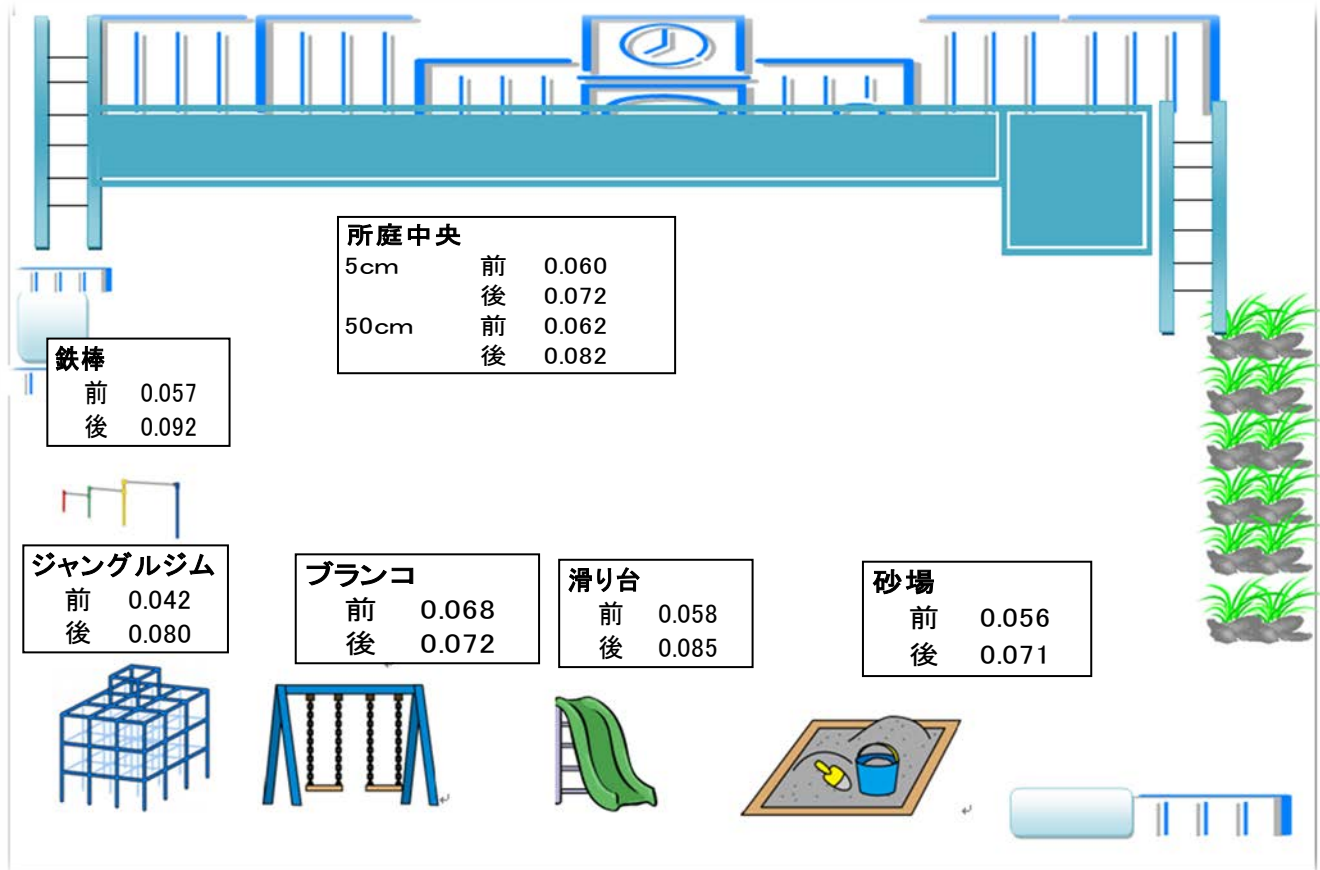 所庭中央
5cm 前 0.060
後 0.072
50cm 前 0.062
後 0.082
鉄棒
前 0.057
後 0.092
ジャングルジム
前 0.042
後 0.080
ブランコ
前 0.068
後 0.072
滑り台
前 0.058
後 0.085
砂場
前 0.056
後 0.071